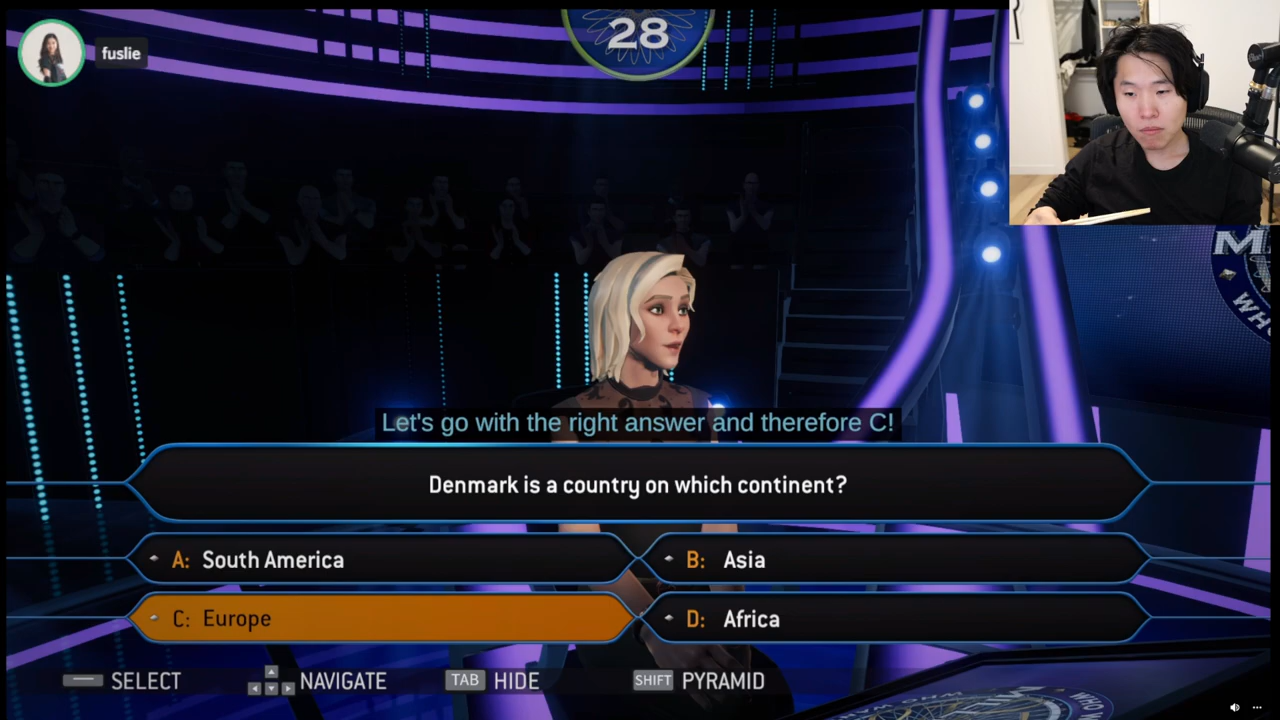 28
fuslie
Let's go with the right answer and therefore C!
Denmark is a country on which continent?
A: South America
B: Asia
C: Europe
D: Africa
SELECT
NAVIGATE
TAB HIDE
SHIFT PYRAMID